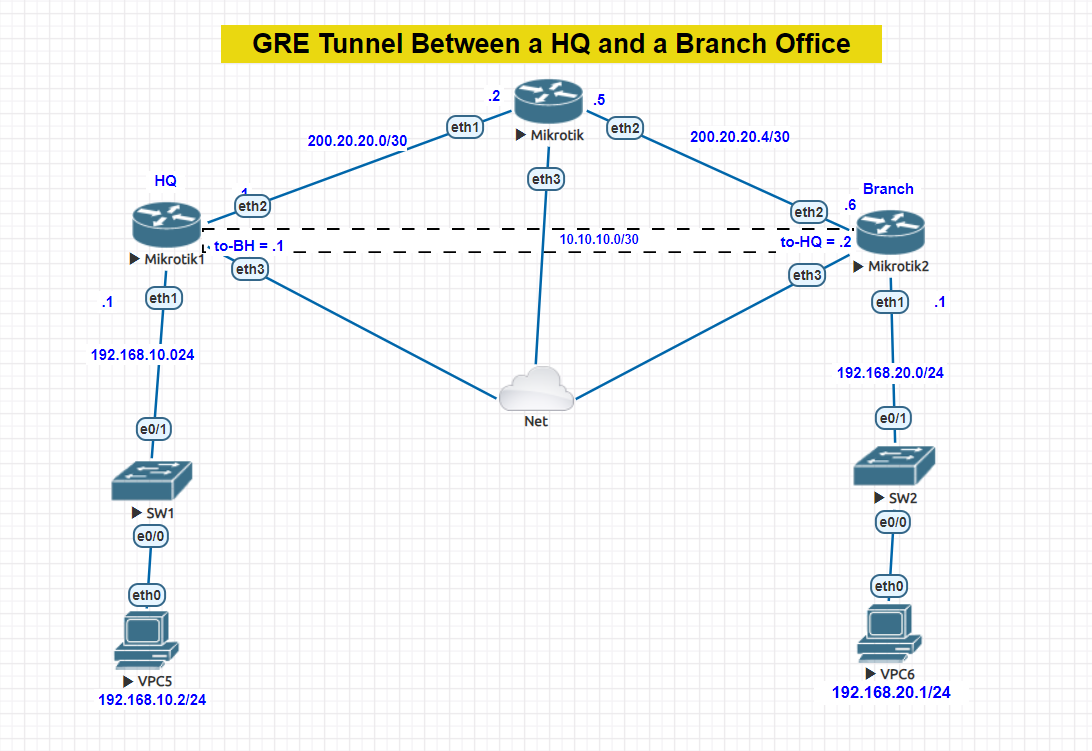 GRE Tunnel Between a HQ and a Branch Office
.2
.5
Mikrotik
eth1
eth2
200.20.20.0/30
200.20.20.4/30
eth3
HQ
Branch
1
eth2
eth2
.6
to-BH = .1
10.10.10.0/30
to-HQ = .2
Mikrotik1
Mikrotik2
eth3
eth3
.1
eth1
eth1
.1
192.168.10.024
192.168.20.0/24
Net
e0/1
e0/1
SW1
SW2
e0/0
e0/0
eth0
eth0
VPC5
VPC6
192.168.10.2/24
192.168.20.1/24